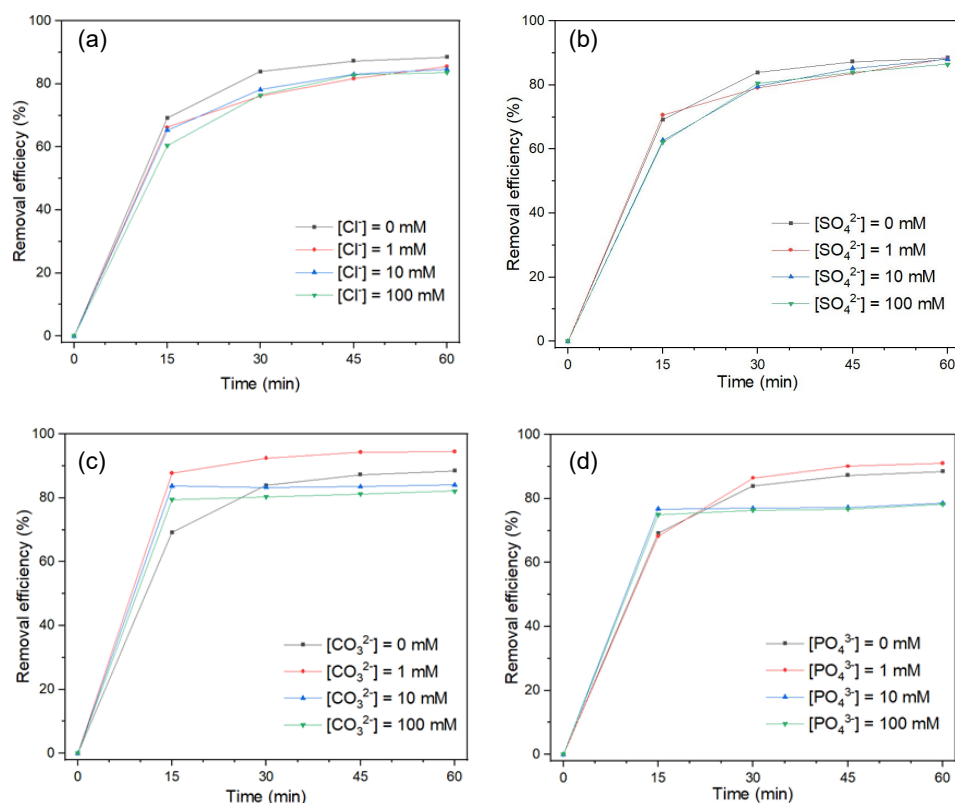 (a)
Removal efficiecy (%)
100
80
60
40
20
0
[Cl⁻] = 0 mM
[Cl⁻] = 1 mM
[Cl⁻] = 10 mM
[Cl⁻] = 100 mM
0 15 30 45 60
Time (min)
(b)
Removal efficiency (%)
100
80
60
40
20
0
[SO₄²⁻] = 0 mM
[SO₄²⁻] = 1 mM
[SO₄²⁻] = 10 mM
[SO₄²⁻] = 100 mM
0 15 30 45 60
Time (min)
(c)
Removal efficiency (%)
100
80
60
40
20
0
[CO₃²⁻] = 0 mM
[CO₃²⁻] = 1 mM
[CO₃²⁻] = 10 mM
[CO₃²⁻] = 100 mM
0 15 30 45 60
Time (min)
(d)
Removal efficiency (%)
100
80
60
40
20
0
[PO₄³⁻] = 0 mM
[PO₄³⁻] = 1 mM
[PO₄³⁻] = 10 mM
[PO₄³⁻] = 100 mM
0 15 30 45 60
Time (min)